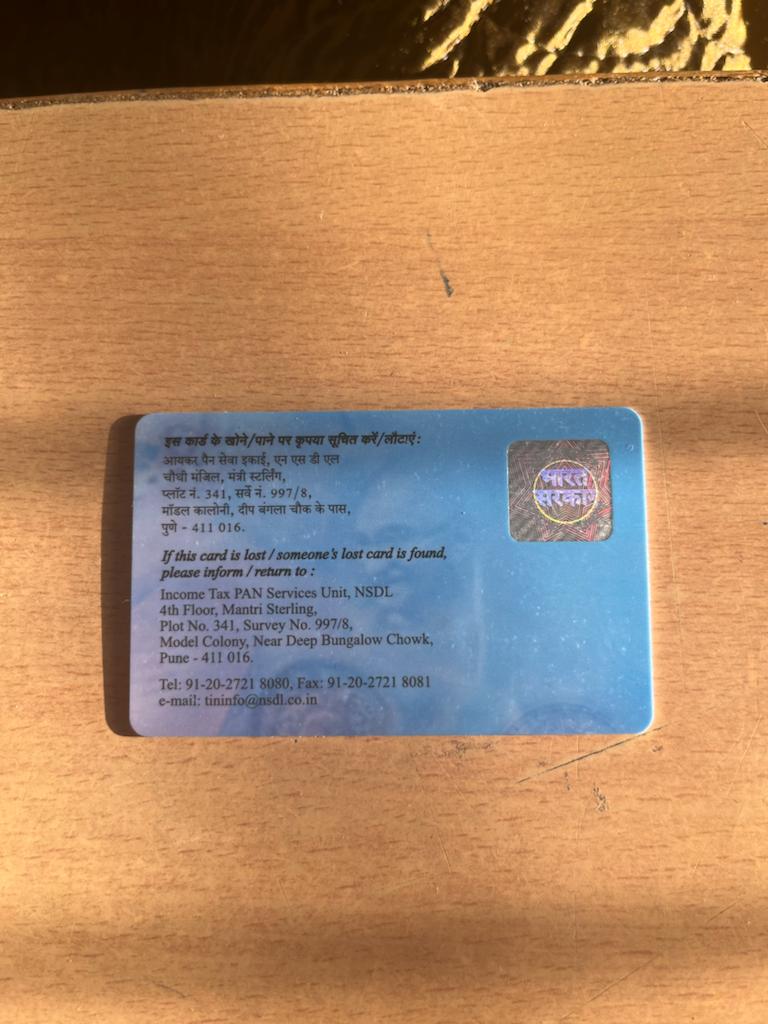 इस कार्ड के खोने/पाने पर कृपया सूचित करें/लौटाएं:
आयकर पैन सेवा इकाई, एन एस डी एल
चौथी मंजिल, मंत्री स्टर्लिंग,
प्लॉट नं. 341, सर्वे नं. 997/8,
मॉडल कालोनी, दीप बंगला चौक के पास,
पुणे - 411 016.
If this card is lost / someone's lost card is found,
please inform / return to :
Income Tax PAN Services Unit, NSDL
4th Floor, Mantri Sterling,
Plot No. 341, Survey No. 997/8,
Model Colony, Near Deep Bungalow Chowk,
Pune - 411 016.
Tel: 91-20-2721 8080, Fax: 91-20-2721 8081
e-mail: tininfo@nsdl.co.in
भारत
सरकार